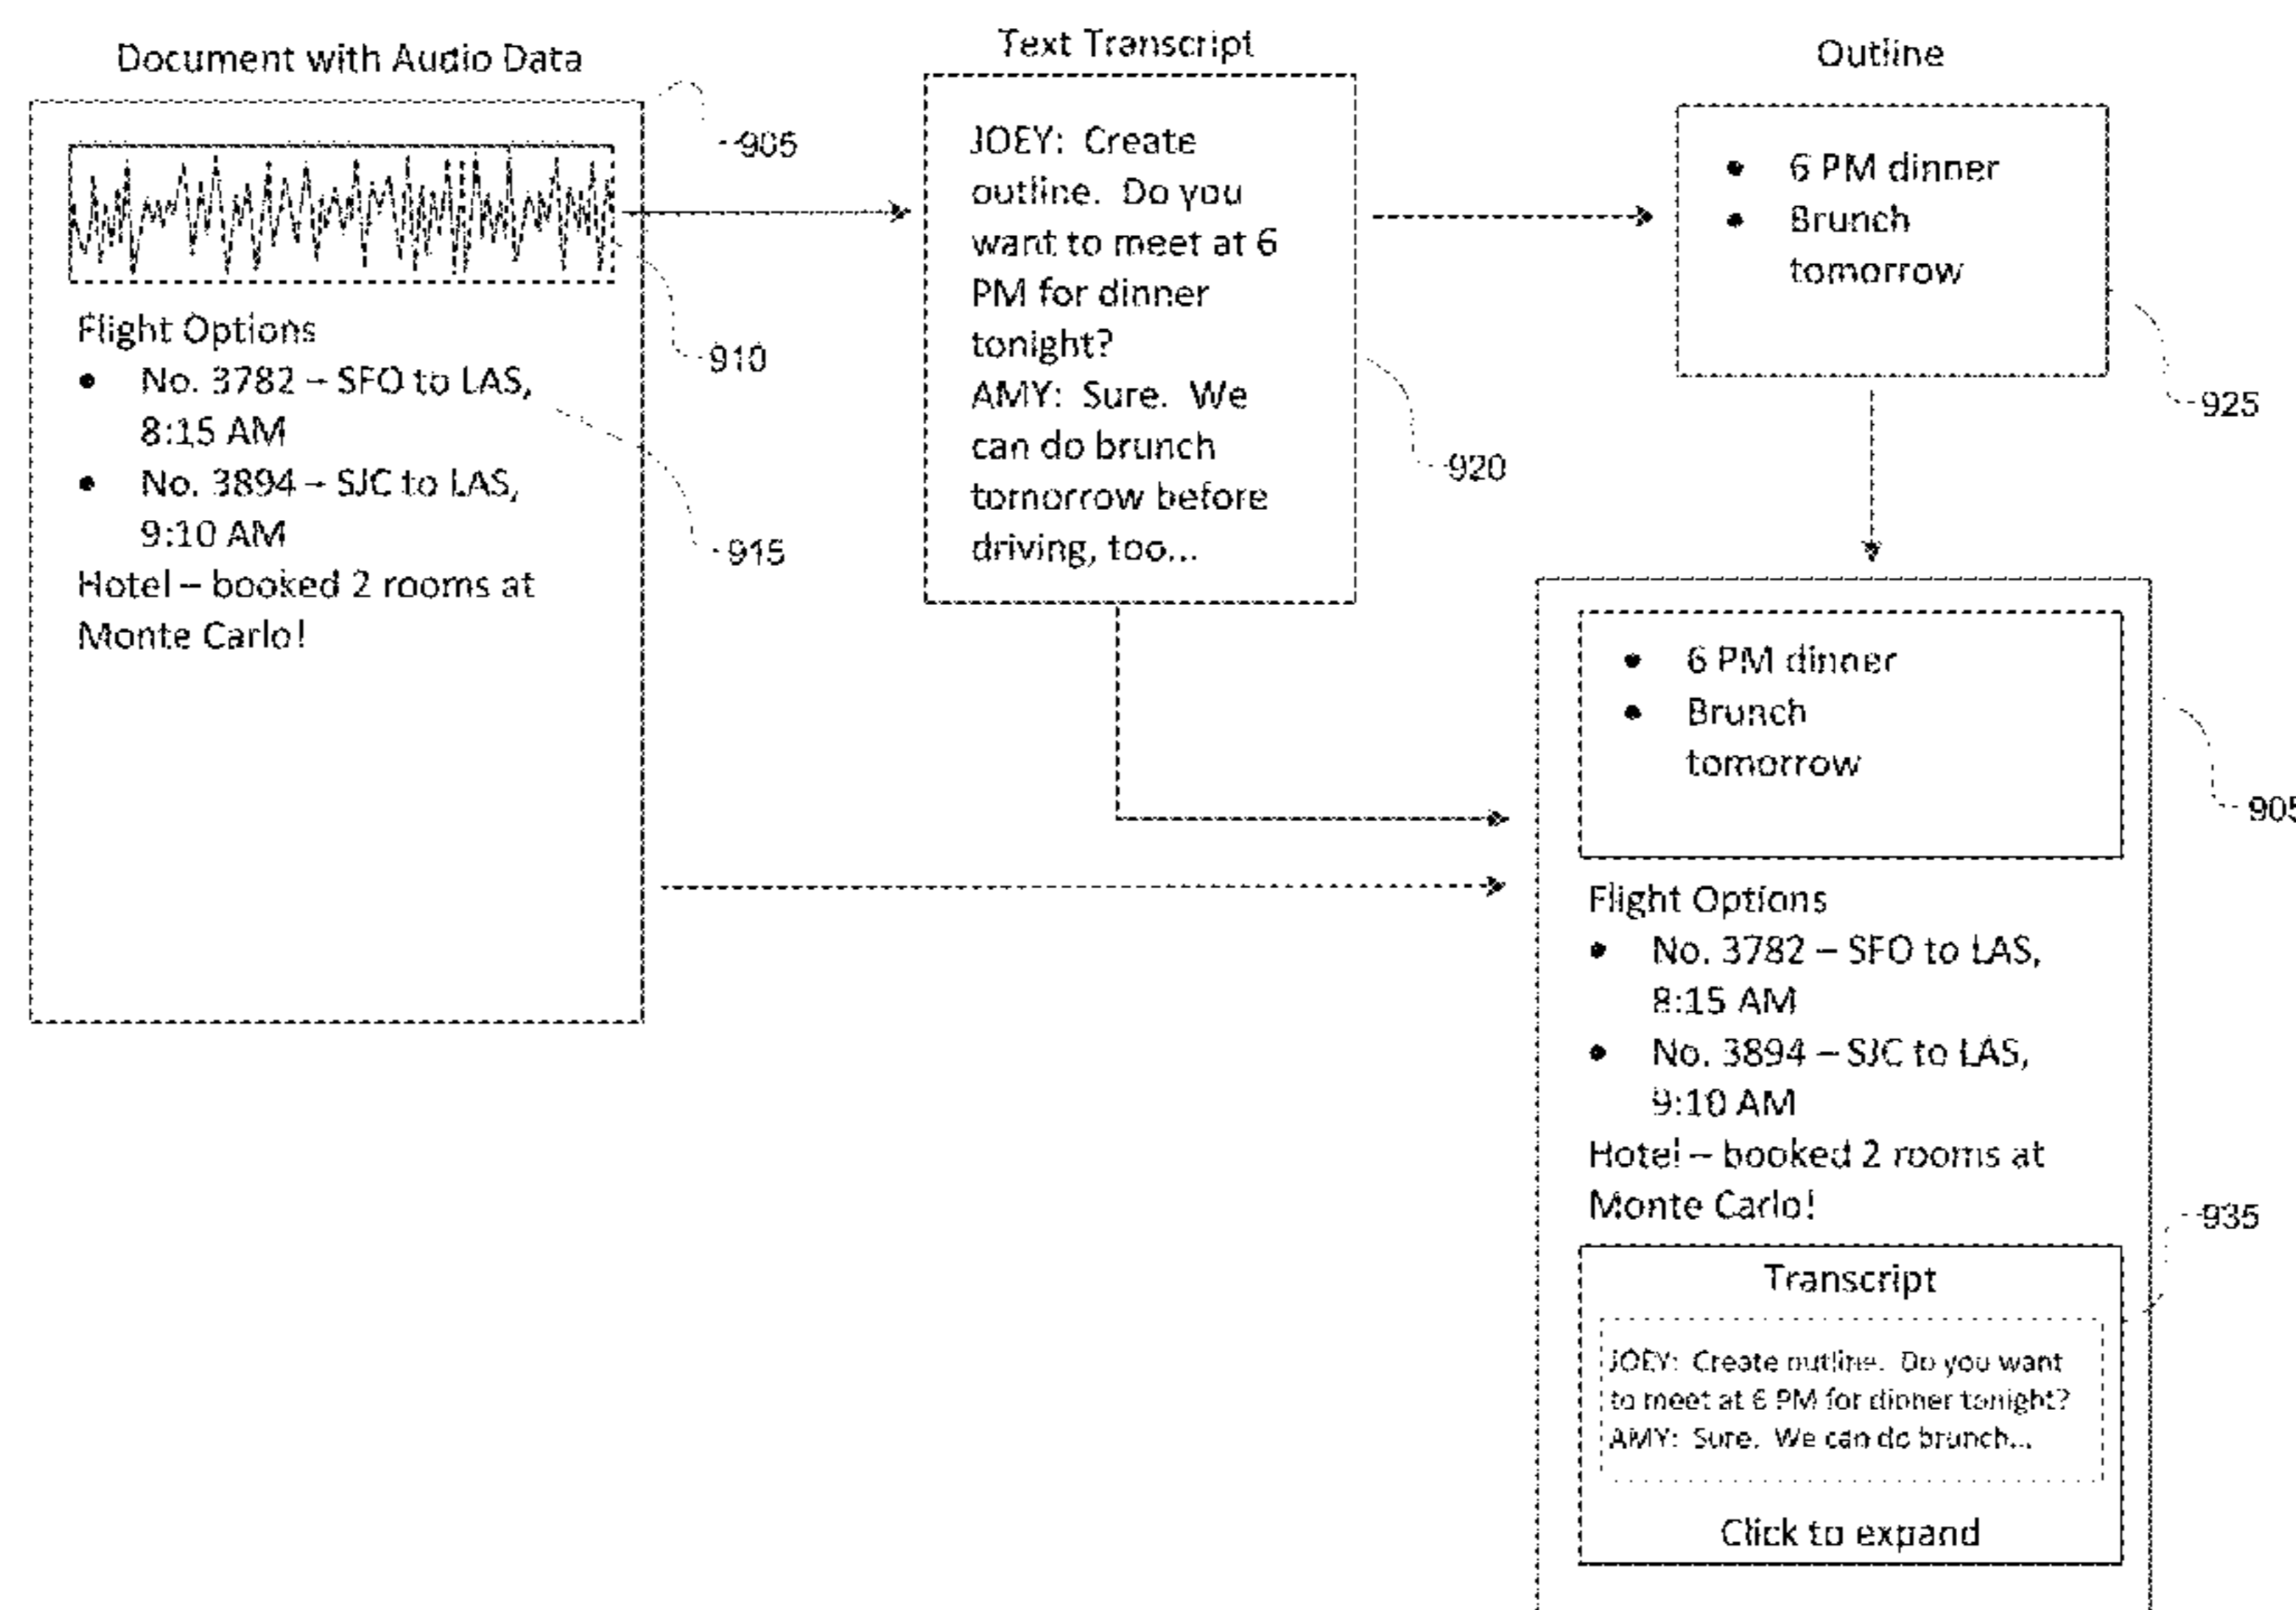 Document with Audio Data
905
910
Flight Options
• No. 3782 – SFO to LAS,
8:15 AM
• No. 3894 – SJC to LAS,
9:10 AM
915
Hotel – booked 2 rooms at
Monte Carlo!
Text Transcript
JOEY: Create
outline. Do you
want to meet at 6
PM for dinner
tonight?
AMY: Sure. We
can do brunch
tomorrow before
driving, too...
920
Outline
• 6 PM dinner
• Brunch
tomorrow
925
• 6 PM dinner
• Brunch
tomorrow
905
Flight Options
• No. 3782 – SFO to LAS,
8:15 AM
• No. 3894 – SJC to LAS,
9:10 AM
Hotel – booked 2 rooms at
Monte Carlo!
935
Transcript
JOEY: Create outline. Do you want
to meet at 6 PM for dinner tonight?
AMY: Sure. We can do brunch...
Click to expand